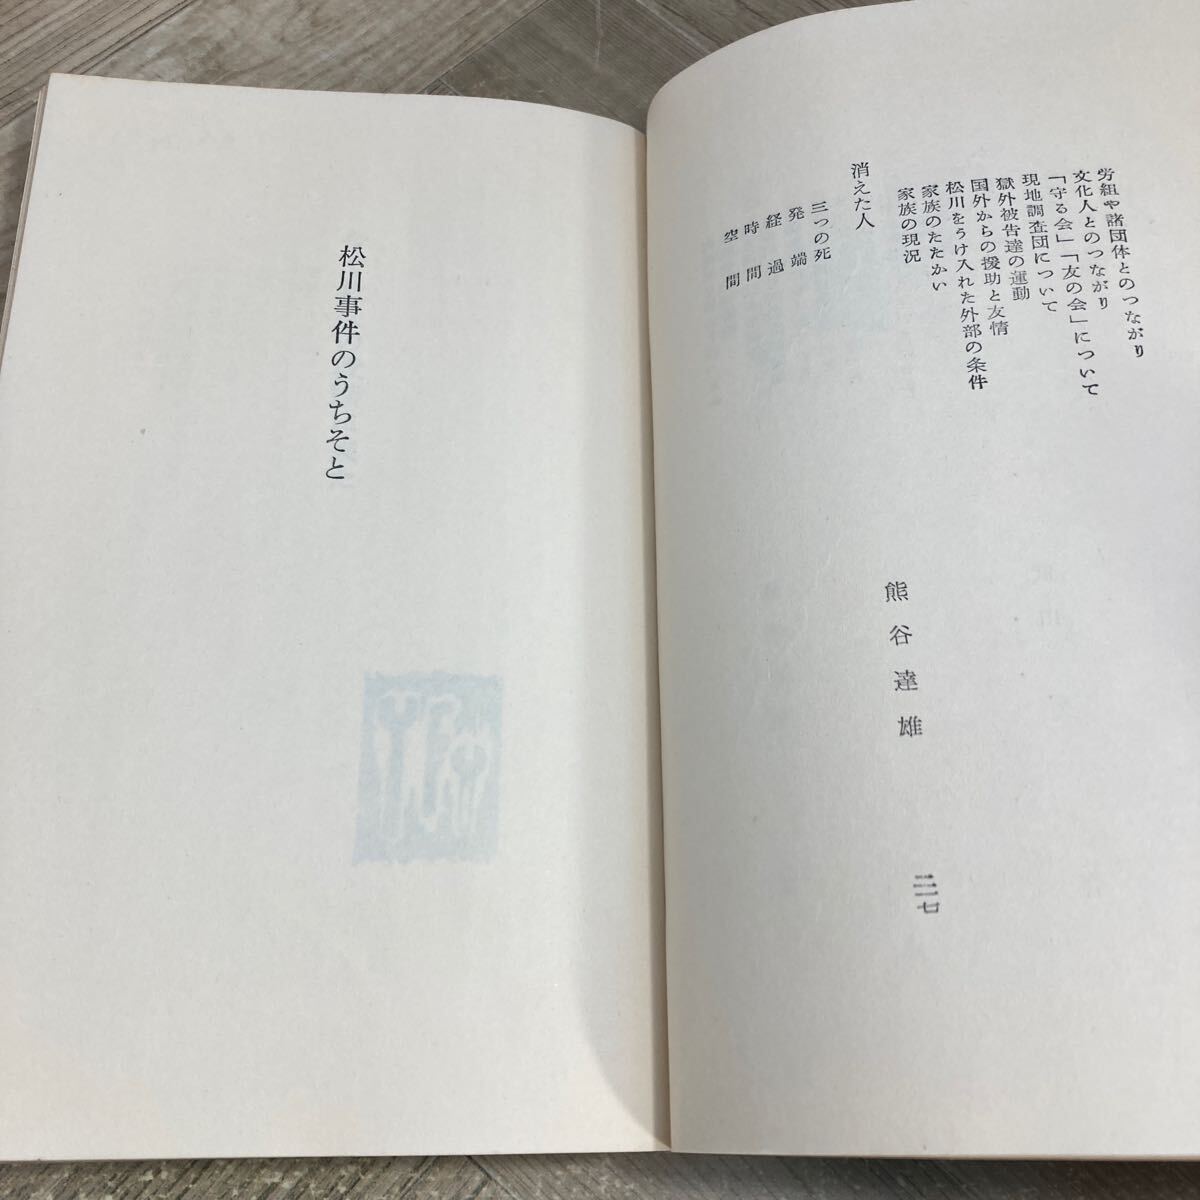 労組や諸団体とのつながり
文化人とのつながり
「守る会」「友の会」について
現地調査団について
獄外被告達の運動
国外からの援助と友情
松川をうけ入れた外部の条件
家族のたたかい
家族の現況
消えた人
熊谷達雄
三つの死
発端
経過
時間
空間
松川事件のうちそと